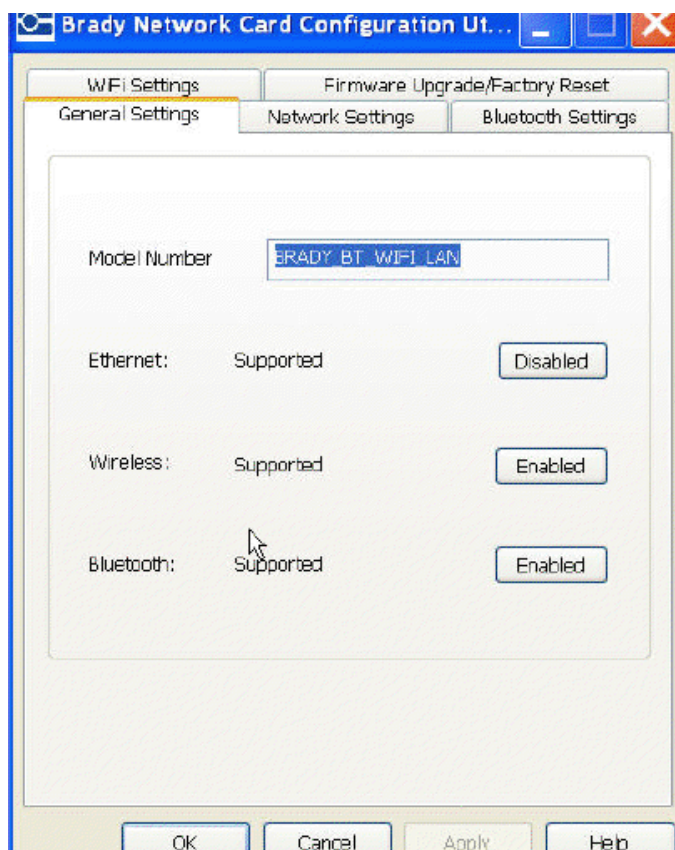 Brady Network Card Configuration Ut...
WiFi Settings Firmware Upgrade/Factory Reset
General Settings Network Settings Bluetooth Settings
Model Number BRADY_BT_WIFI_LAN
Ethernet: Supported Disabled
Wireless: Supported Enabled
Bluetooth: Supported Enabled
OK Cancel Apply Help